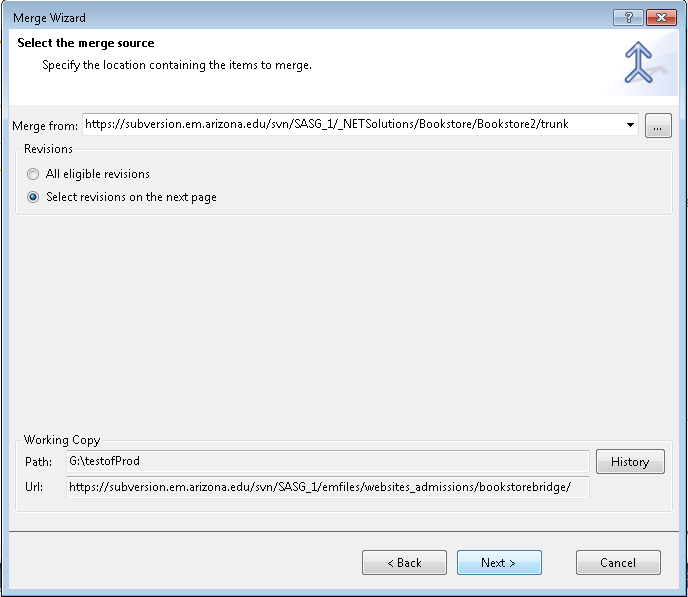 Merge Wizard
?
Select the merge source
Specify the location containing the items to merge.
Merge from: https://subversion.em.arizona.edu/svn/SASG_1/_NETSolutions/Bookstore/Bookstore2/trunk ...
Revisions
All eligible revisions
Select revisions on the next page
Working Copy
Path: G:\testofProd History
Url: https://subversion.em.arizona.edu/svn/SASG_1/emfiles/websites_admissions/bookstorebridge/
< Back Next > Cancel